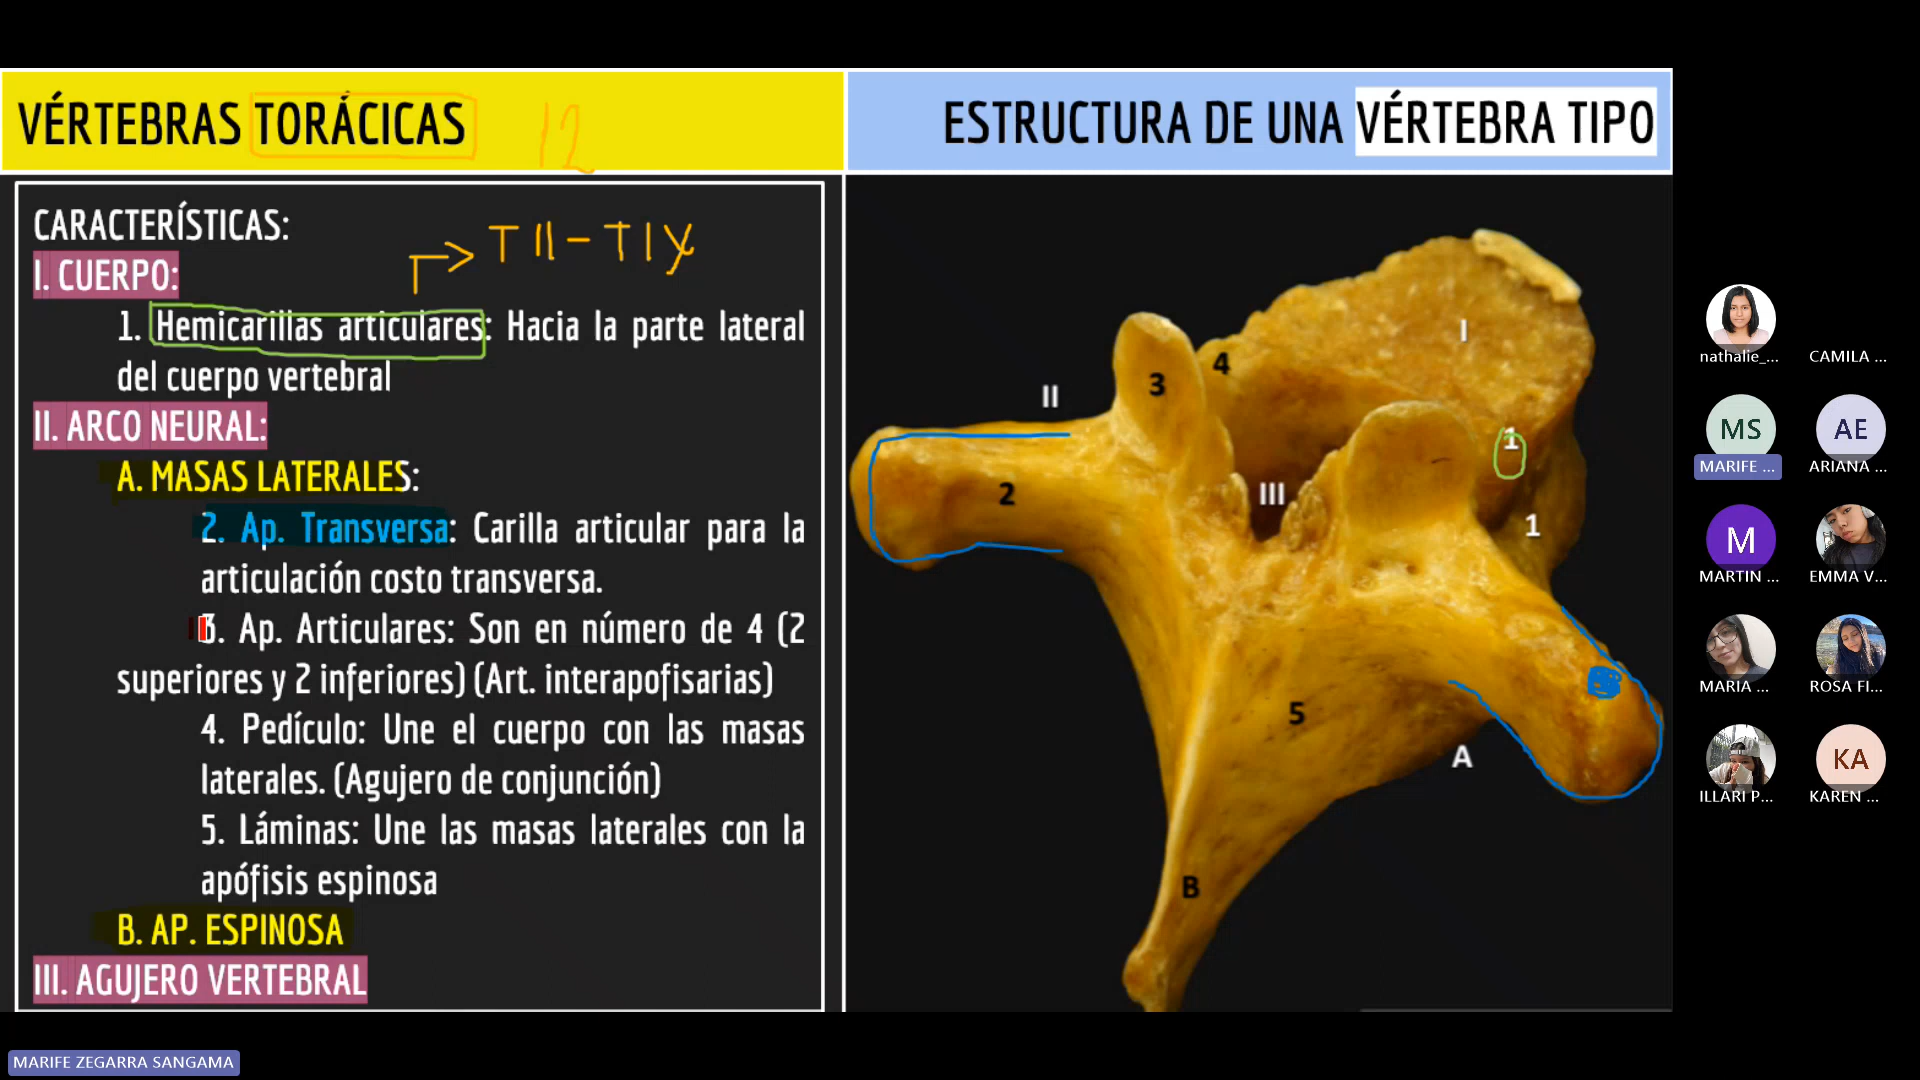 VÉRTEBRAS TORÁCICAS 12
ESTRUCTURA DE UNA VÉRTEBRA TIPO
CARACTERÍSTICAS:
TII-TIX
I. CUERPO:
1. Hemicarillas articulares: Hacia la parte lateral
del cuerpo vertebral
II. ARCO NEURAL:
A. MASAS LATERALES:
2. Ap. Transversa: Carilla articular para la
articulación costo transversa.
3. Ap. Articulares: Son en número de 4 (2
superiores y 2 inferiores) (Art. interapofisarias)
4. Pedículo: Une el cuerpo con las masas
laterales. (Agujero de conjunción)
5. Láminas: Une las masas laterales con la
apófisis espinosa
B. AP. ESPINOSA
III. AGUJERO VERTEBRAL
I
4
3
II
1
2
III
1
5
A
B
nathalie_...
CAMILA ...
MS
AE
MARIFE ...
ARIANA ...
M
MARTIN ...
EMMA V...
MARIA ...
ROSA FI...
KA
ILLARI P...
KAREN ...
MARIFE ZEGARRA SANGAMA